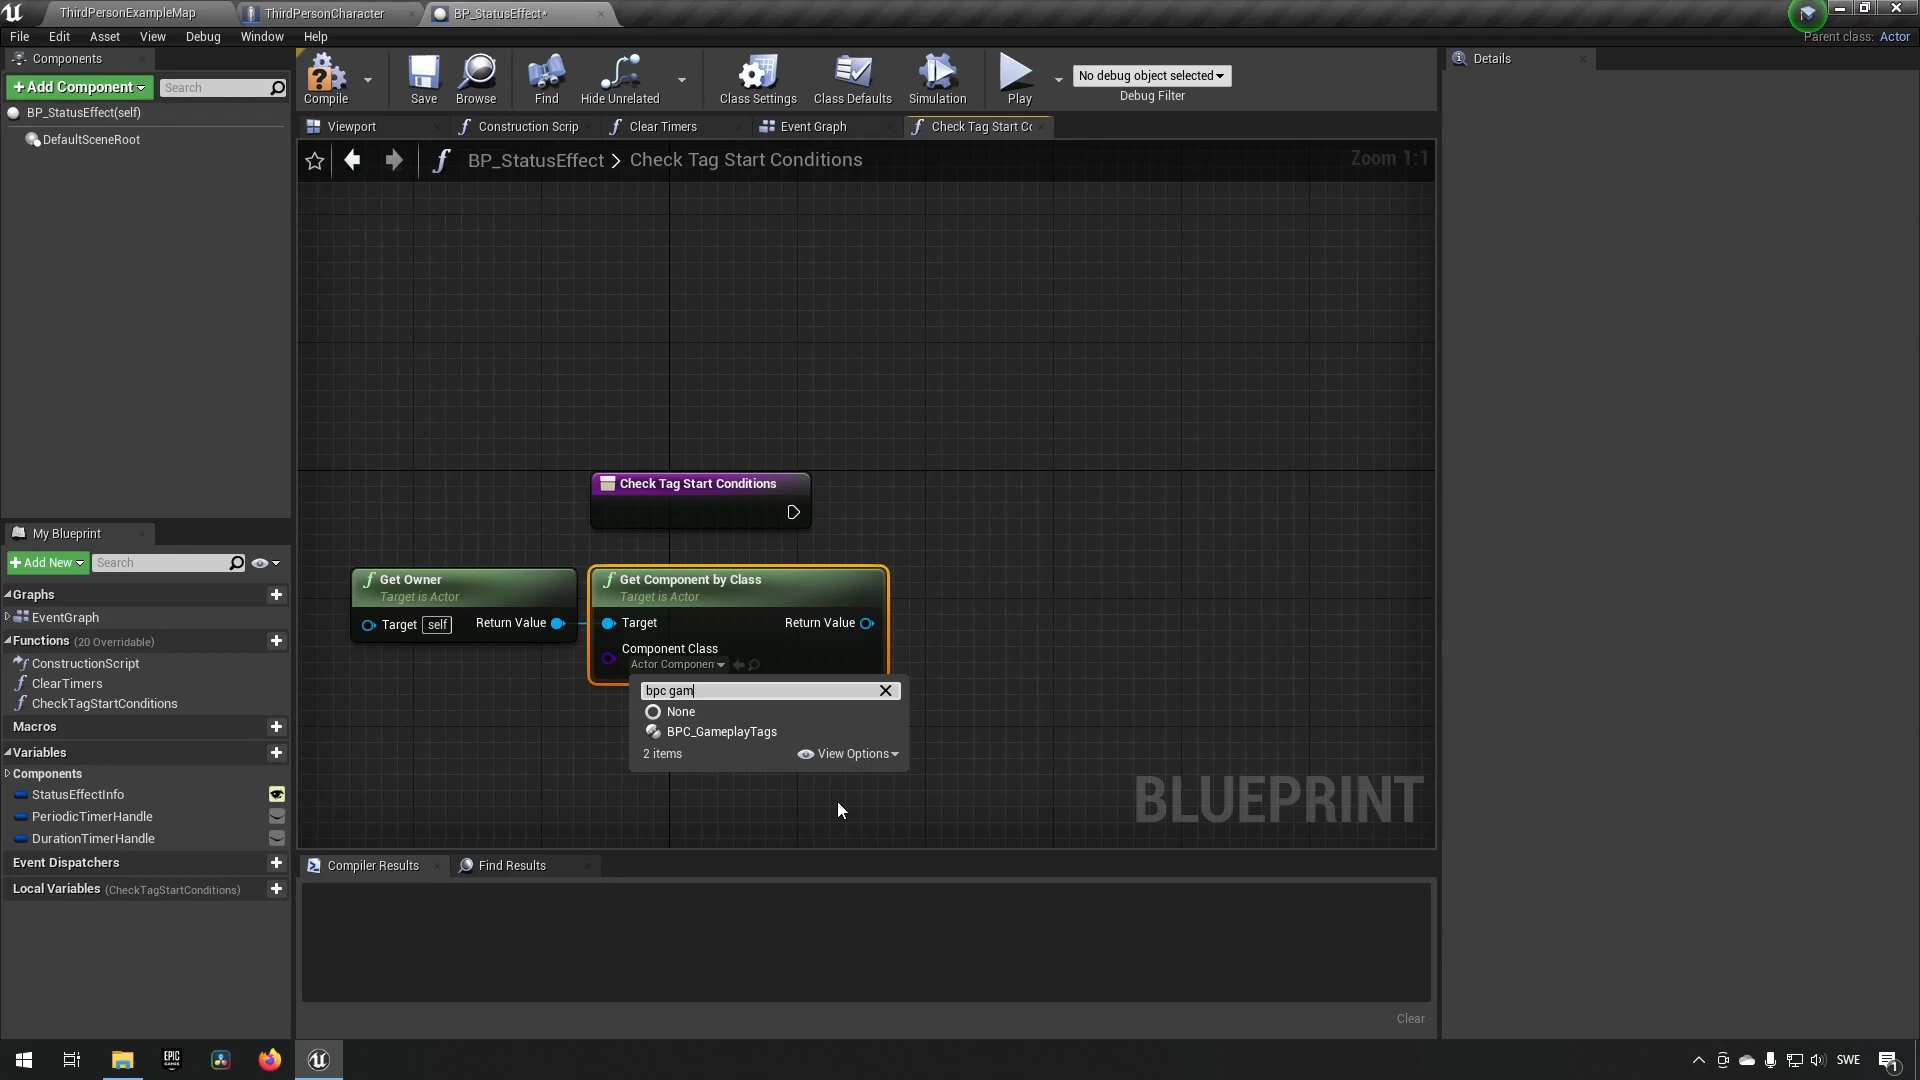 ThirdPersonExampleMap
ThirdPersonCharacter
BP_StatusEffect*
File Edit Asset View Debug Window Help
Parent class: Actor
Components
+Add Component
Search
BP_StatusEffect(self)
DefaultSceneRoot
Compile
Save
Browse
Find
Hide Unrelated
Class Settings
Class Defaults
Simulation
Play
No debug object selected
Debug Filter
Details
Viewport
Construction Scrip
Clear Timers
Event Graph
Check Tag Start Cc
BP_StatusEffect > Check Tag Start Conditions
Zoom 1:1
Check Tag Start Conditions
Get Owner
Target is Actor
Target self
Return Value
Get Component by Class
Target is Actor
Target
Return Value
Component Class
Actor Componen
bpc gam
None
BPC_GameplayTags
2 items
View Options
BLUEPRINT
My Blueprint
+Add New
Search
Graphs
EventGraph
Functions (20 Overridable)
ConstructionScript
ClearTimers
CheckTagStartConditions
Macros
Variables
Components
StatusEffectInfo
PeriodicTimerHandle
DurationTimerHandle
Event Dispatchers
Local Variables (CheckTagStartConditions)
Compiler Results
Find Results
Clear
EPIC
GAMES
SWE
1